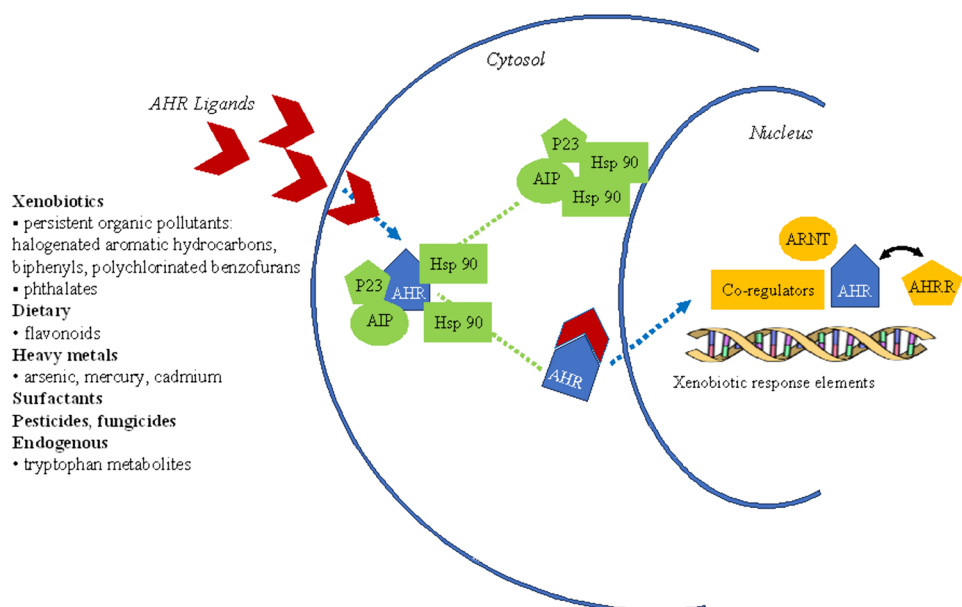 AHR Ligands
Xenobiotics
▪ persistent organic pollutants:
halogenated aromatic hydrocarbons,
biphenyls, polychlorinated benzofurans
▪ phthalates
Dietary
• flavonoids
Heavy metals
• arsenic, mercury, cadmium
Surfactants
Pesticides, fungicides
Endogenous
• tryptophan metabolites
Cytosol
P23
Hsp 90
AIP
Hsp 90
Hsp 90
P23
AHR
AIP
Hsp 90
AHR
Nucleus
ARNT
Co-regulators
AHR
AHRR
Xenobiotic response elements